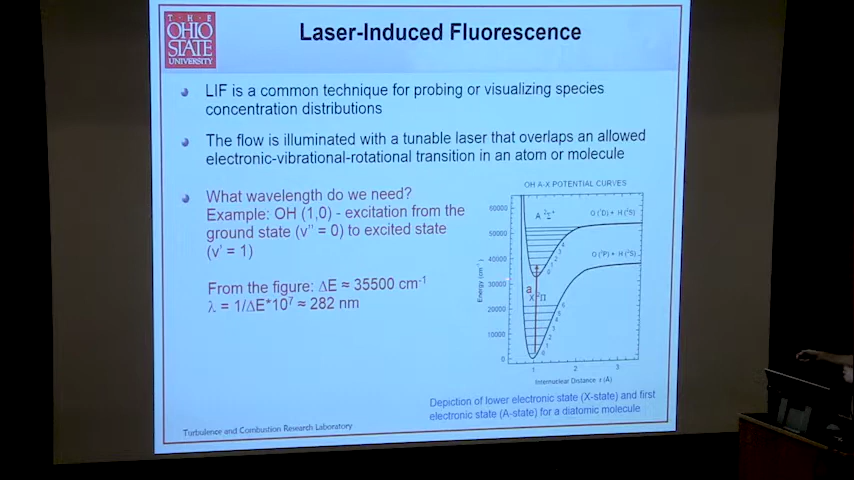 T · H · E
OHIO
STATE
UNIVERSITY
Laser-Induced Fluorescence
LIF is a common technique for probing or visualizing species
concentration distributions
The flow is illuminated with a tunable laser that overlaps an allowed
electronic-vibrational-rotational transition in an atom or molecule
What wavelength do we need?
Example: OH (1,0) - excitation from the
ground state (v" = 0) to excited state
(v' = 1)
From the figure: ΔE ≈ 35500 cm⁻¹
λ = 1/ΔE*10⁷ ≈ 282 nm
OH A-X POTENTIAL CURVES
60000
50000
40000
30000
20000
10000
0
Energy (cm⁻¹)
A ²Σ⁺
O (¹D) + H (²S)
O (³P) + H (²S)
a
X ²Π
1 2 3
Internuclear Distance r (Å)
Depiction of lower electronic state (X-state) and first
electronic state (A-state) for a diatomic molecule
Turbulence and Combustion Research Laboratory